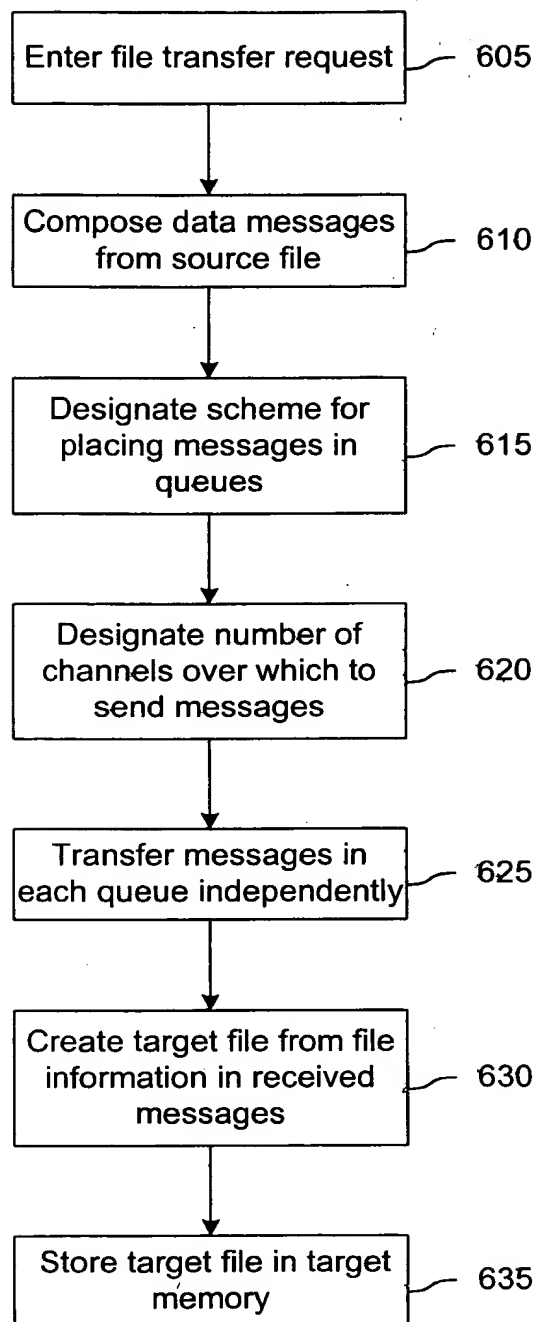 Enter file transfer request
605
Compose data messages
from source file
610
Designate scheme for
placing messages in
queues
615
Designate number of
channels over which to
send messages
620
Transfer messages in
each queue independently
625
Create target file from file
information in received
messages
630
Store target file in target
memory
635